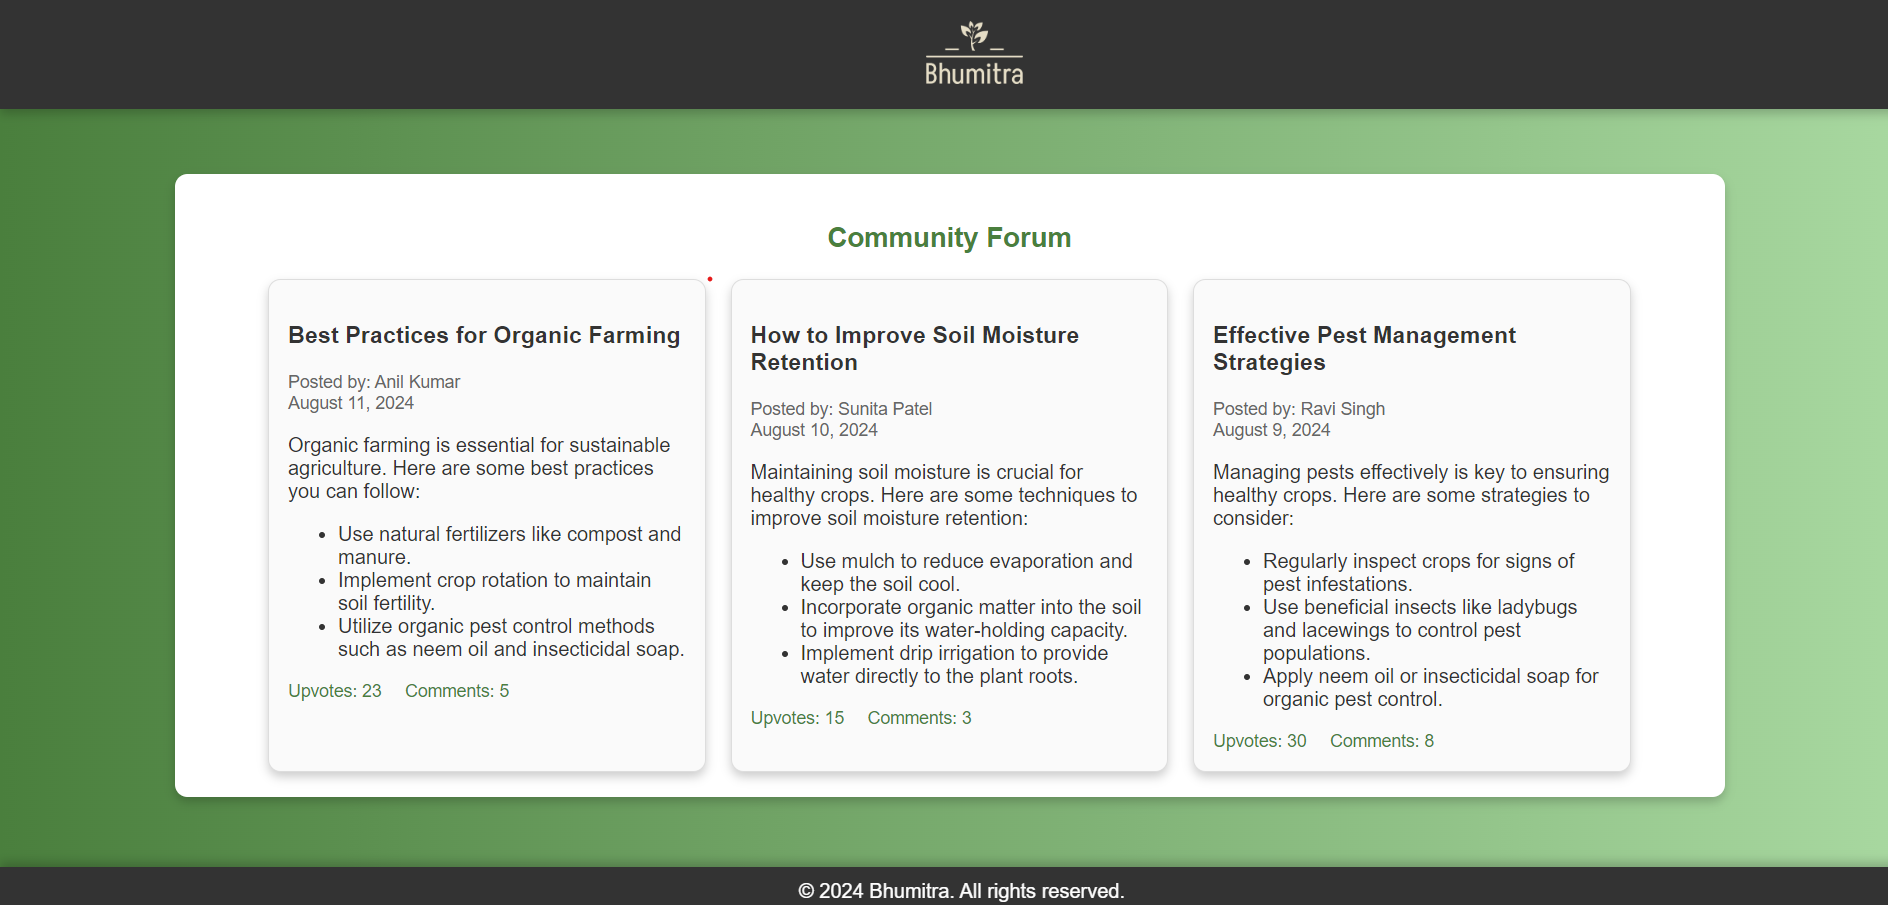 Bhumitra
Community Forum
Best Practices for Organic Farming
Posted by: Anil Kumar
August 11, 2024
Organic farming is essential for sustainable
agriculture. Here are some best practices
you can follow:
• Use natural fertilizers like compost and
manure.
• Implement crop rotation to maintain
soil fertility.
• Utilize organic pest control methods
such as neem oil and insecticidal soap.
Upvotes: 23 Comments: 5
How to Improve Soil Moisture
Retention
Posted by: Sunita Patel
August 10, 2024
Maintaining soil moisture is crucial for
healthy crops. Here are some techniques to
improve soil moisture retention:
• Use mulch to reduce evaporation and
keep the soil cool.
• Incorporate organic matter into the soil
to improve its water-holding capacity.
• Implement drip irrigation to provide
water directly to the plant roots.
Upvotes: 15 Comments: 3
Effective Pest Management
Strategies
Posted by: Ravi Singh
August 9, 2024
Managing pests effectively is key to ensuring
healthy crops. Here are some strategies to
consider:
• Regularly inspect crops for signs of
pest infestations.
• Use beneficial insects like ladybugs
and lacewings to control pest
populations.
• Apply neem oil or insecticidal soap for
organic pest control.
Upvotes: 30 Comments: 8
© 2024 Bhumitra. All rights reserved.